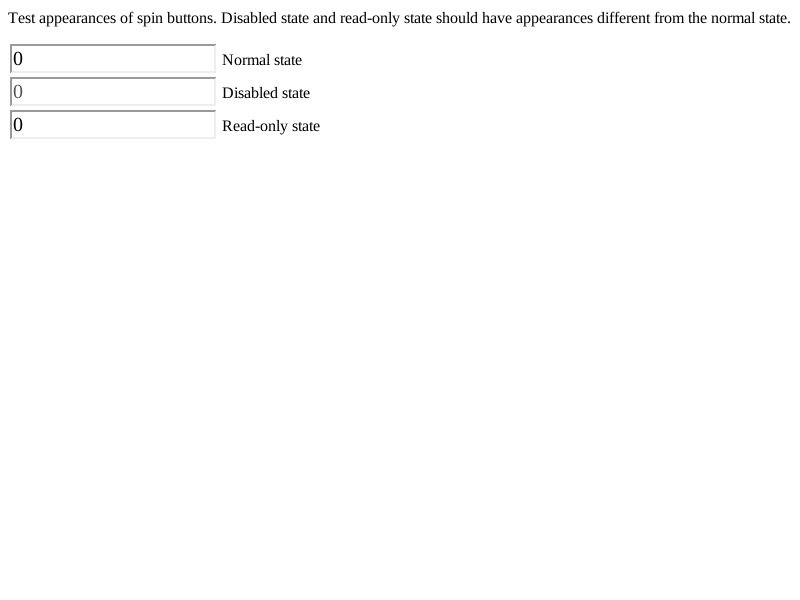 Test appearances of spin buttons. Disabled state and read-only state should have appearances different from the normal state.
0 Normal state
0 Disabled state
0 Read-only state